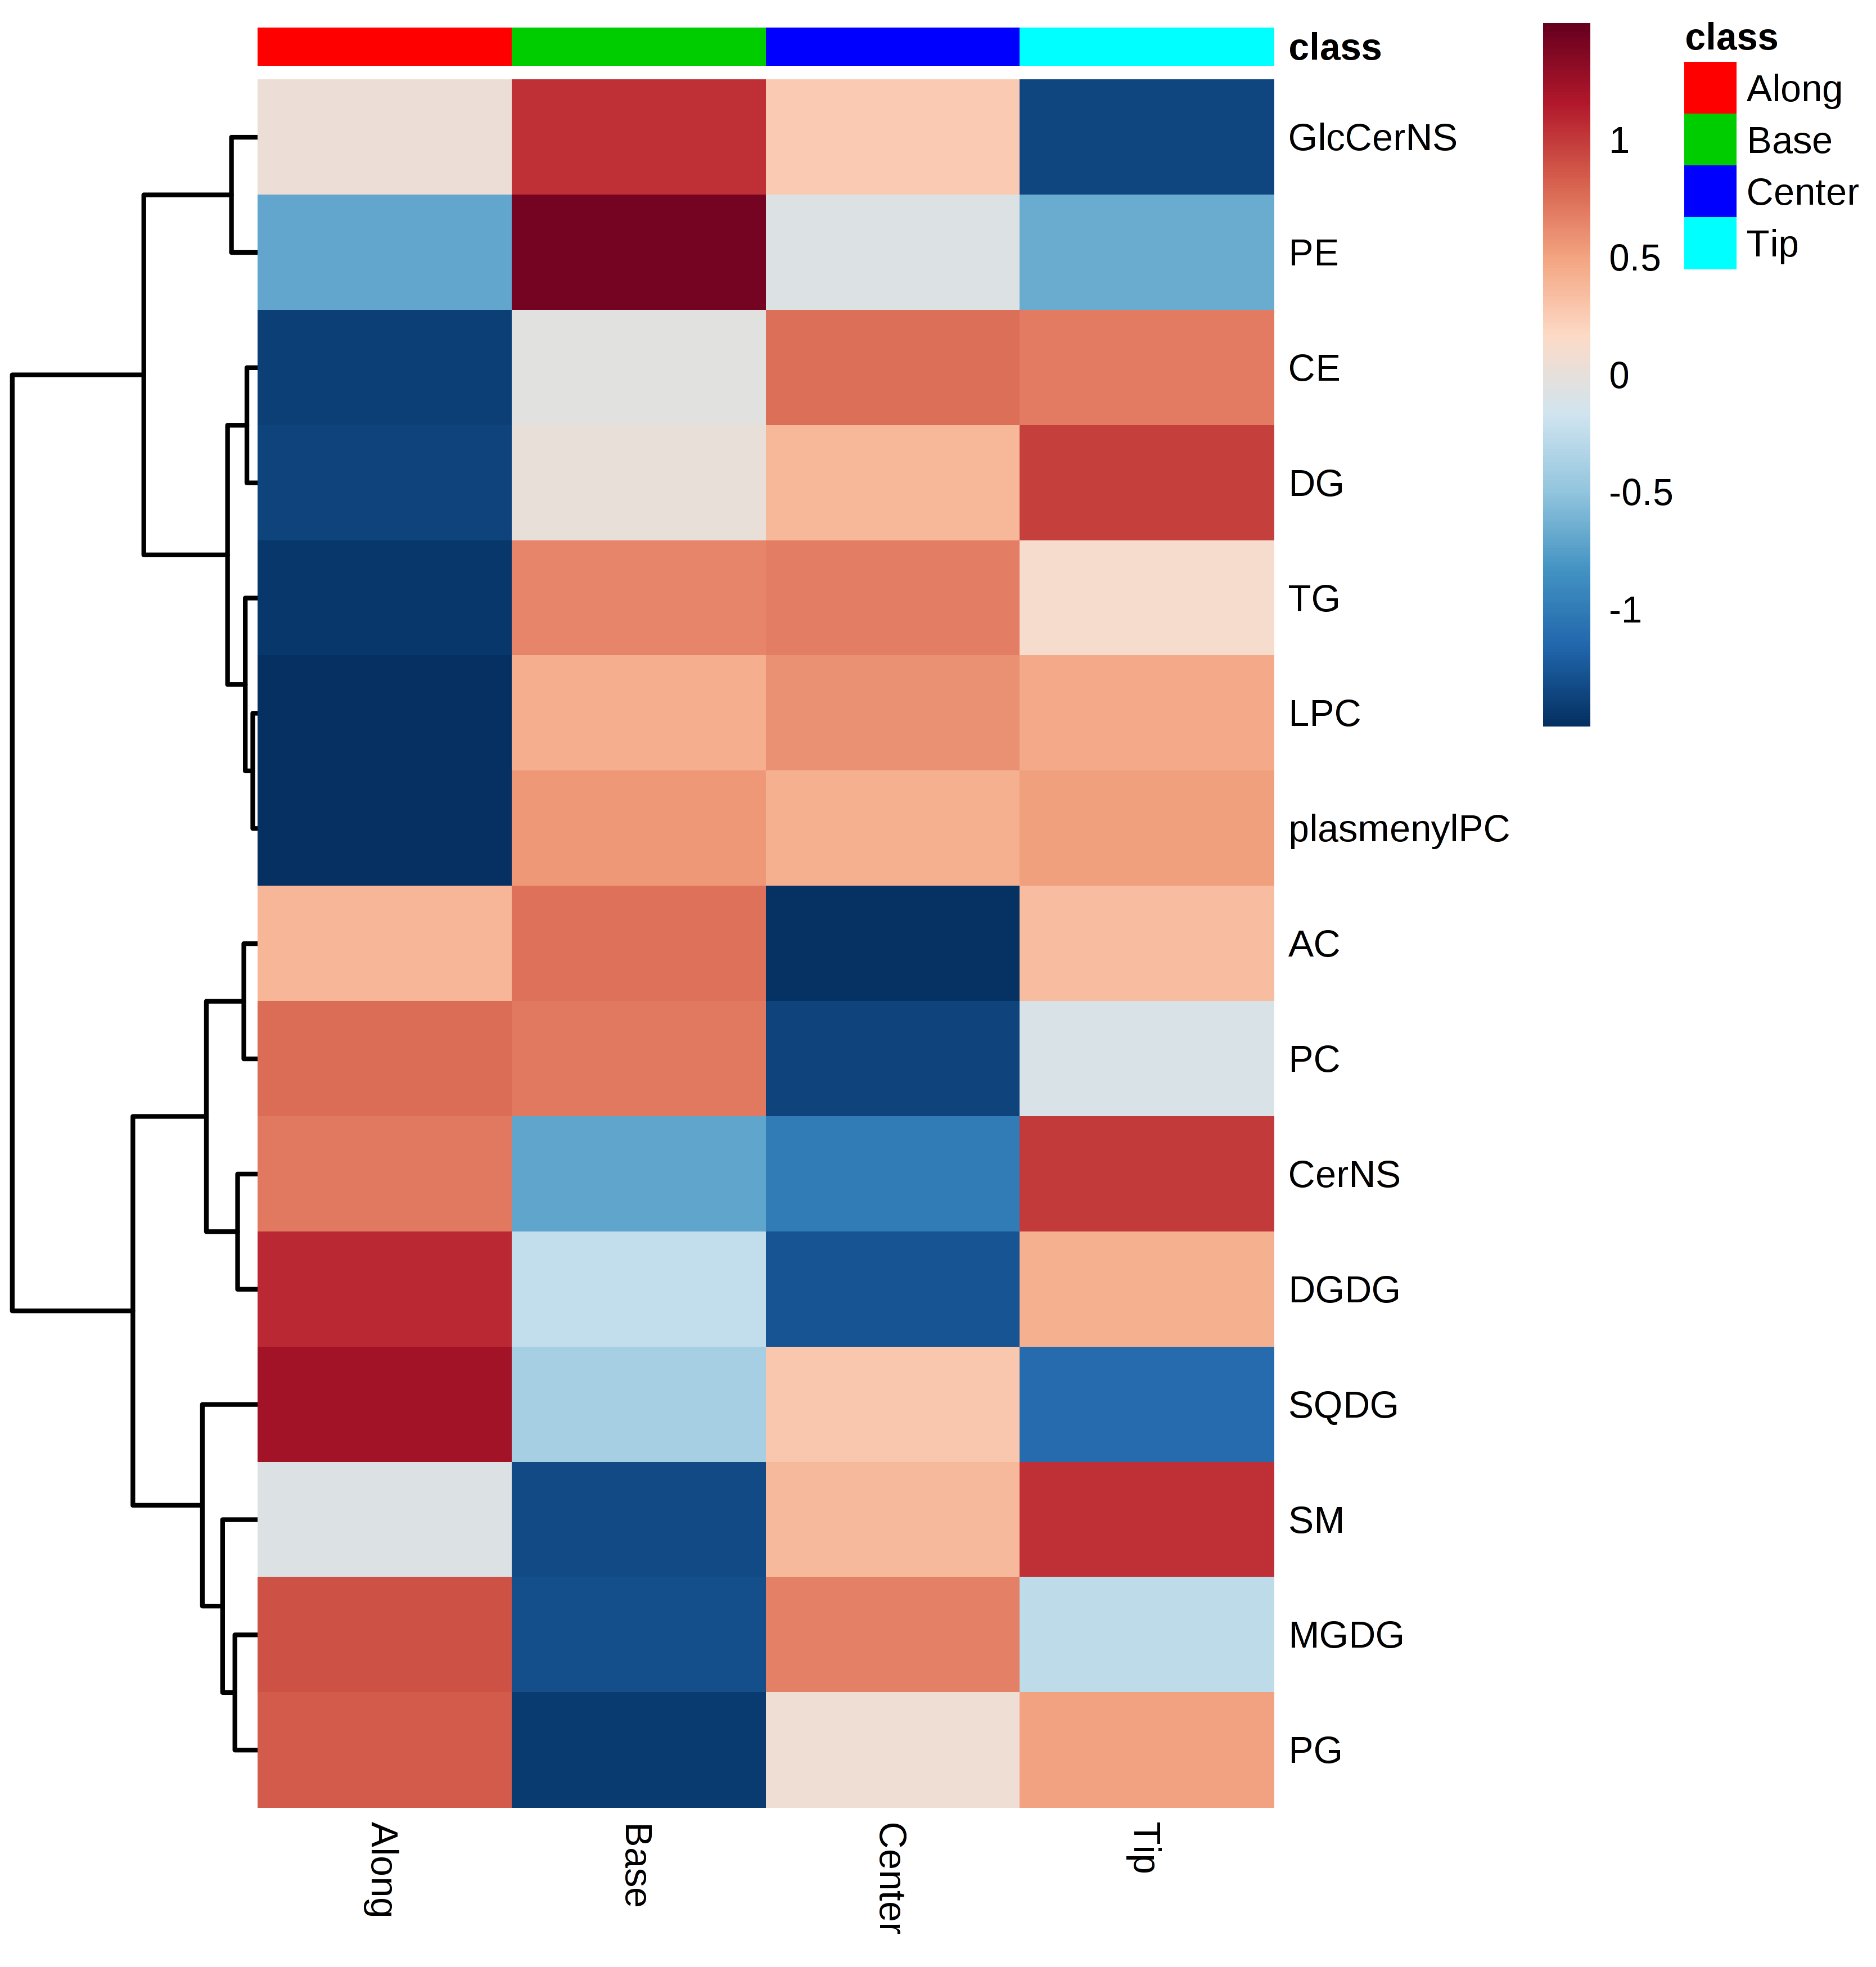 class
GlcCerNS
PE
CE
DG
TG
LPC
plasmenylPC
AC
PC
CerNS
DGDG
SQDG
SM
MGDG
PG
Along
Base
Center
Tip
1
0.5
0
-0.5
-1
class
Along
Base
Center
Tip